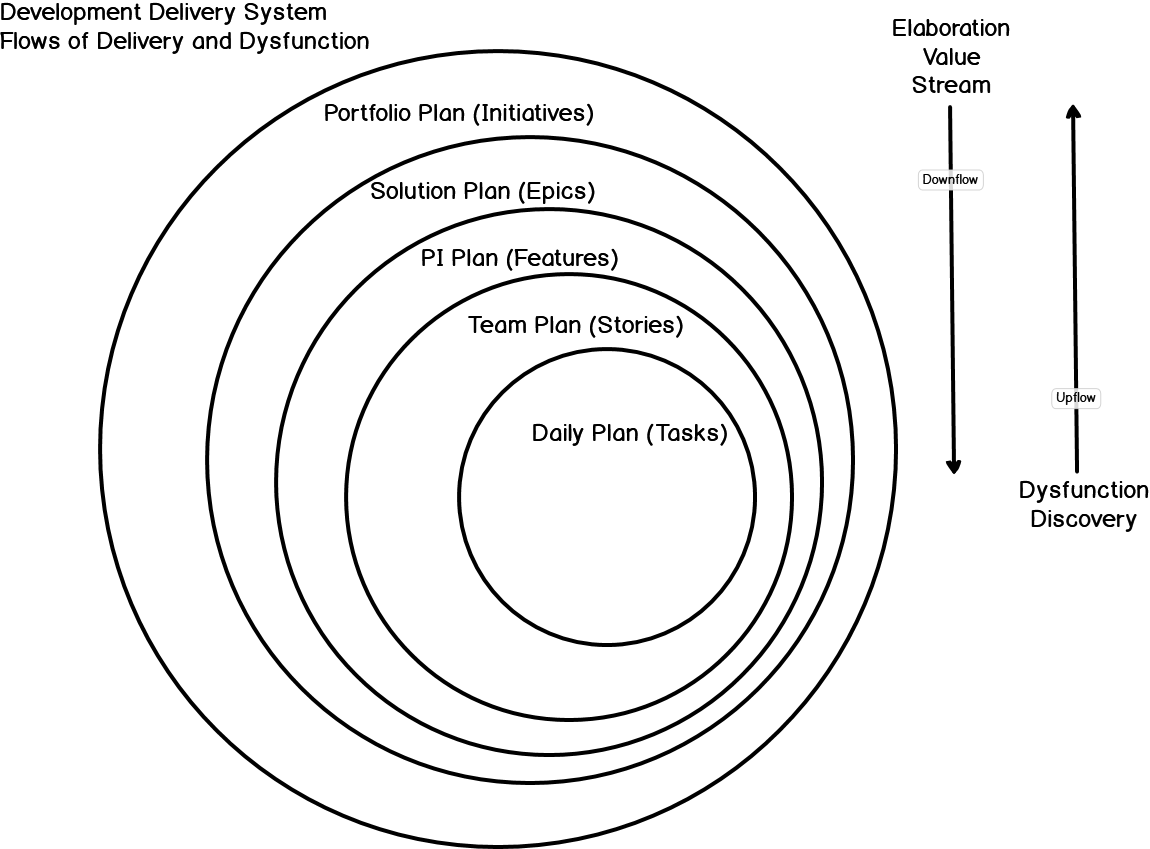 Development Delivery System
Flows of Delivery and Dysfunction
Elaboration
Value
Stream
Portfolio Plan (Initiatives)
Downflow
Solution Plan (Epics)
PI Plan (Features)
Team Plan (Stories)
Upflow
Daily Plan (Tasks)
Dysfunction
Discovery